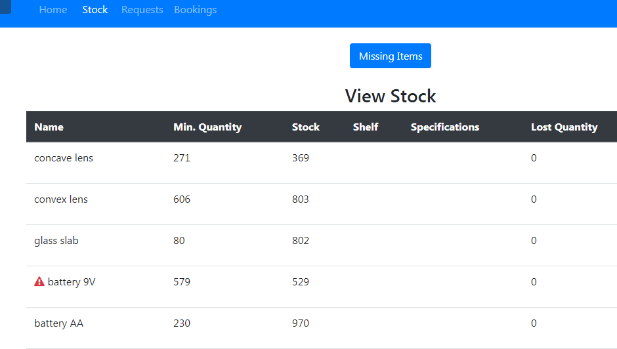 Home Stock Requests Bookings
Missing Items
View Stock
Name Min. Quantity Stock Shelf Specifications Lost Quantity
concave lens 271 369 0
convex lens 606 803 0
glass slab 80 802 0
battery 9V 579 529 0
battery AA 230 970 0